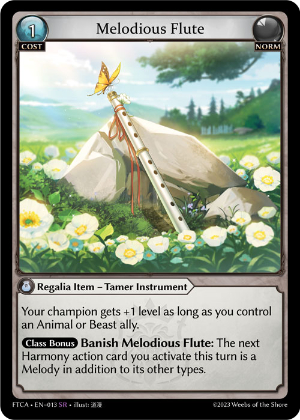 1
Melodious Flute
COST
NORM
Regalia Item – Tamer Instrument
Your champion gets +1 level as long as you control
an Animal or Beast ally.
Class Bonus Banish Melodious Flute: The next
Harmony action card you activate this turn is a
Melody in addition to its other types.
FTCA • EN-013 SR • illust:
©2023 Weebs of the Shore